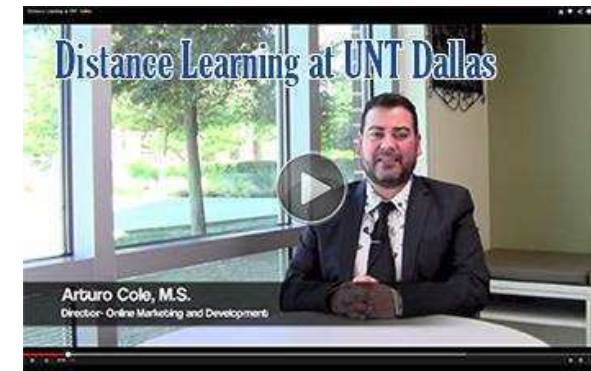 Distance Learning at UNT Dallas
Distance Learning at UNT Dallas
Arturo Cole, M.S.
Director- Online Marketing and Development